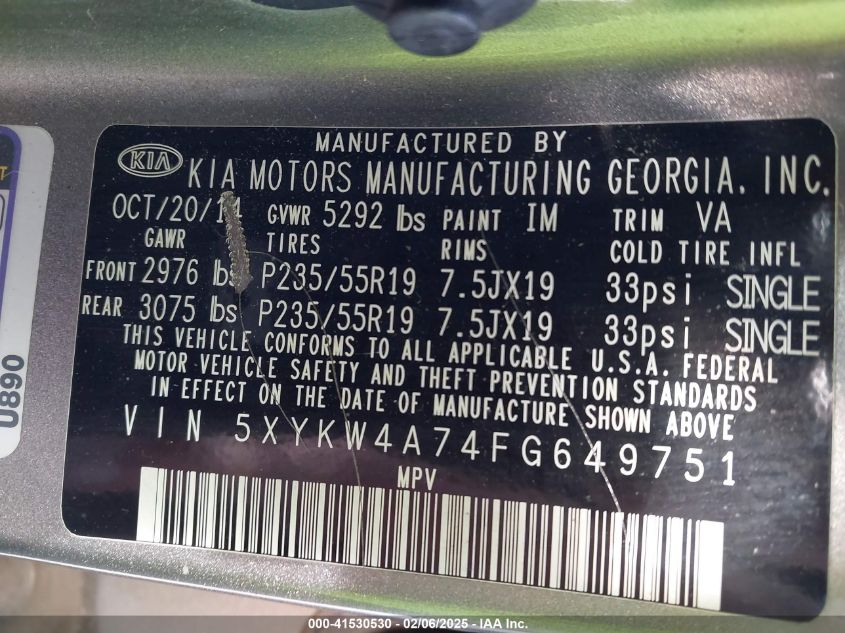 MANUFACTURED BY
KIA KIA MOTORS MANUFACTURING GEORGIA, INC.
OCT/20/14 GVWR 5292 lbs PAINT IM TRIM VA
GAWR TIRES RIMS COLD TIRE INFL
FRONT 2976 lbs P235/55R19 7.5JX19 33psi SINGLE
REAR 3075 lbs P235/55R19 7.5JX19 33psi SINGLE
THIS VEHICLE CONFORMS TO ALL APPLICABLE U.S.A. FEDERAL
MOTOR VEHICLE SAFETY AND THEFT PREVENTION STANDARDS
IN EFFECT ON THE DATE OF MANUFACTURE SHOWN ABOVE
VIN 5XYKW4A74FG649751
MPV
U890
000-41530530 - 02/06/2025 - IAA Inc.